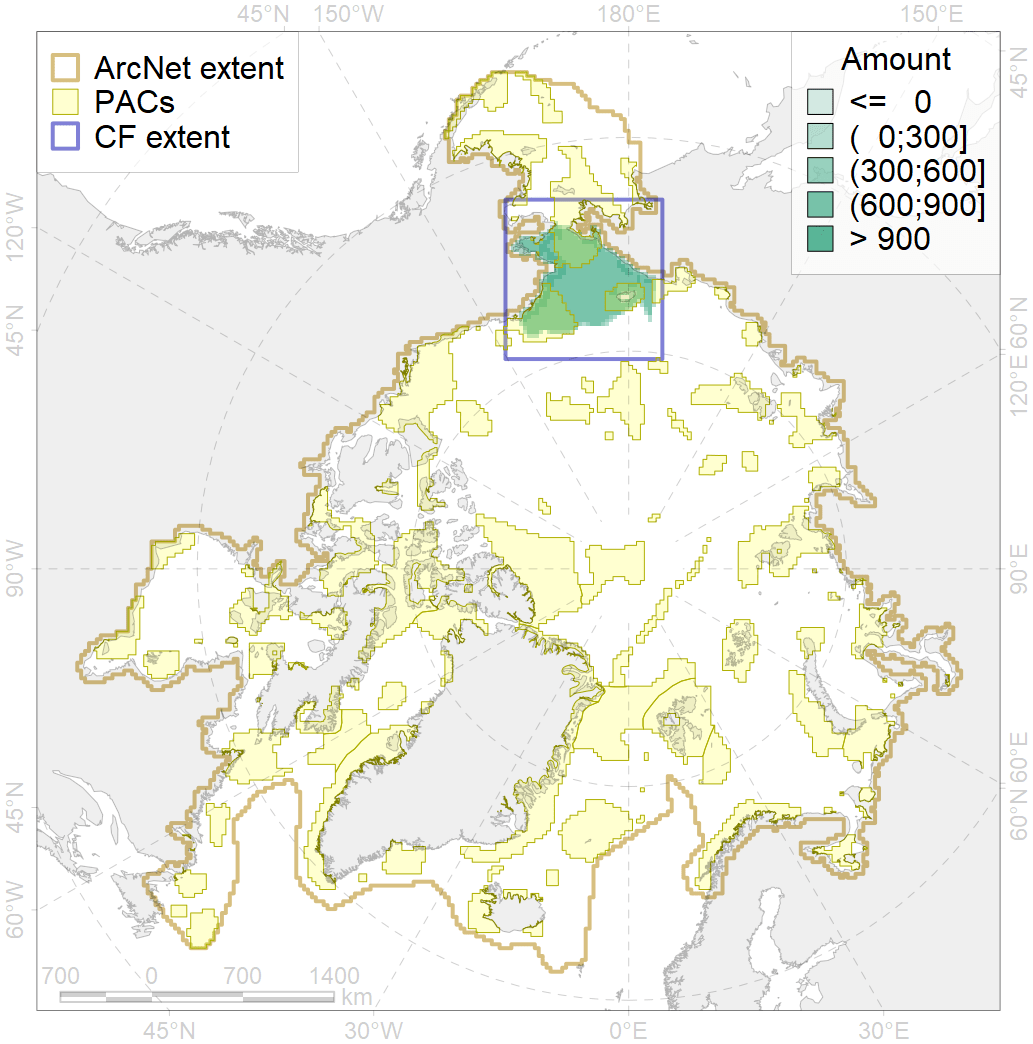 45°N 150°W 180°E 150°E
ArcNet extent
PACs
CF extent
Amount
<= 0
( 0;300]
(300;600]
(600;900]
> 900
45°N
120°W
45°N
90°W
45°N
60°W
60°N
120°E
90°E
60°E
60°N
700 0 700 1400
km
45°N 30°W 0°E 30°E